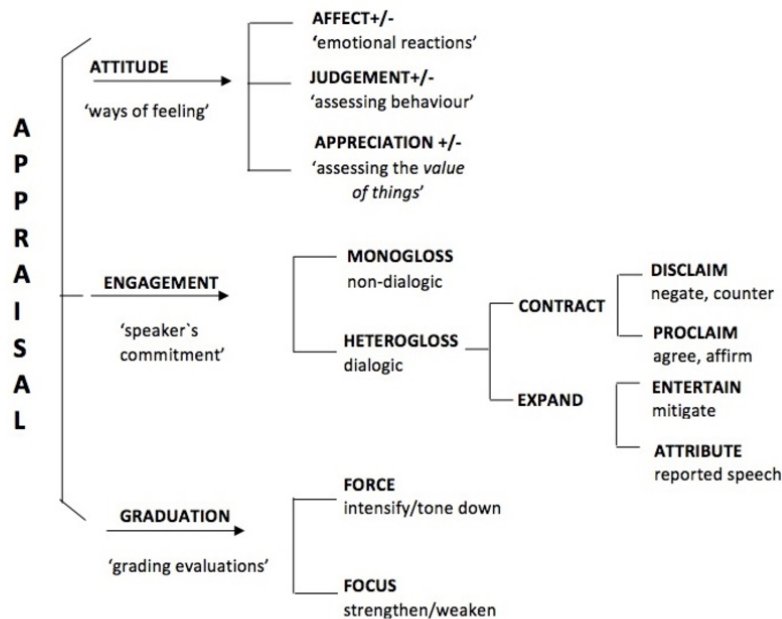 APPRAISAL
ATTITUDE
‘ways of feeling’
AFFECT+/-
‘emotional reactions’
JUDGEMENT+/-
‘assessing behaviour’
APPRECIATION +/-
‘assessing the value
of things’
ENGAGEMENT
‘speaker`s
commitment’
MONOGLOSS
non-dialogic
HETEROGLOSS
dialogic
CONTRACT
DISCLAIM
negate, counter
PROCLAIM
agree, affirm
EXPAND
ENTERTAIN
mitigate
ATTRIBUTE
reported speech
GRADUATION
‘grading evaluations’
FORCE
intensify/tone down
FOCUS
strengthen/weaken